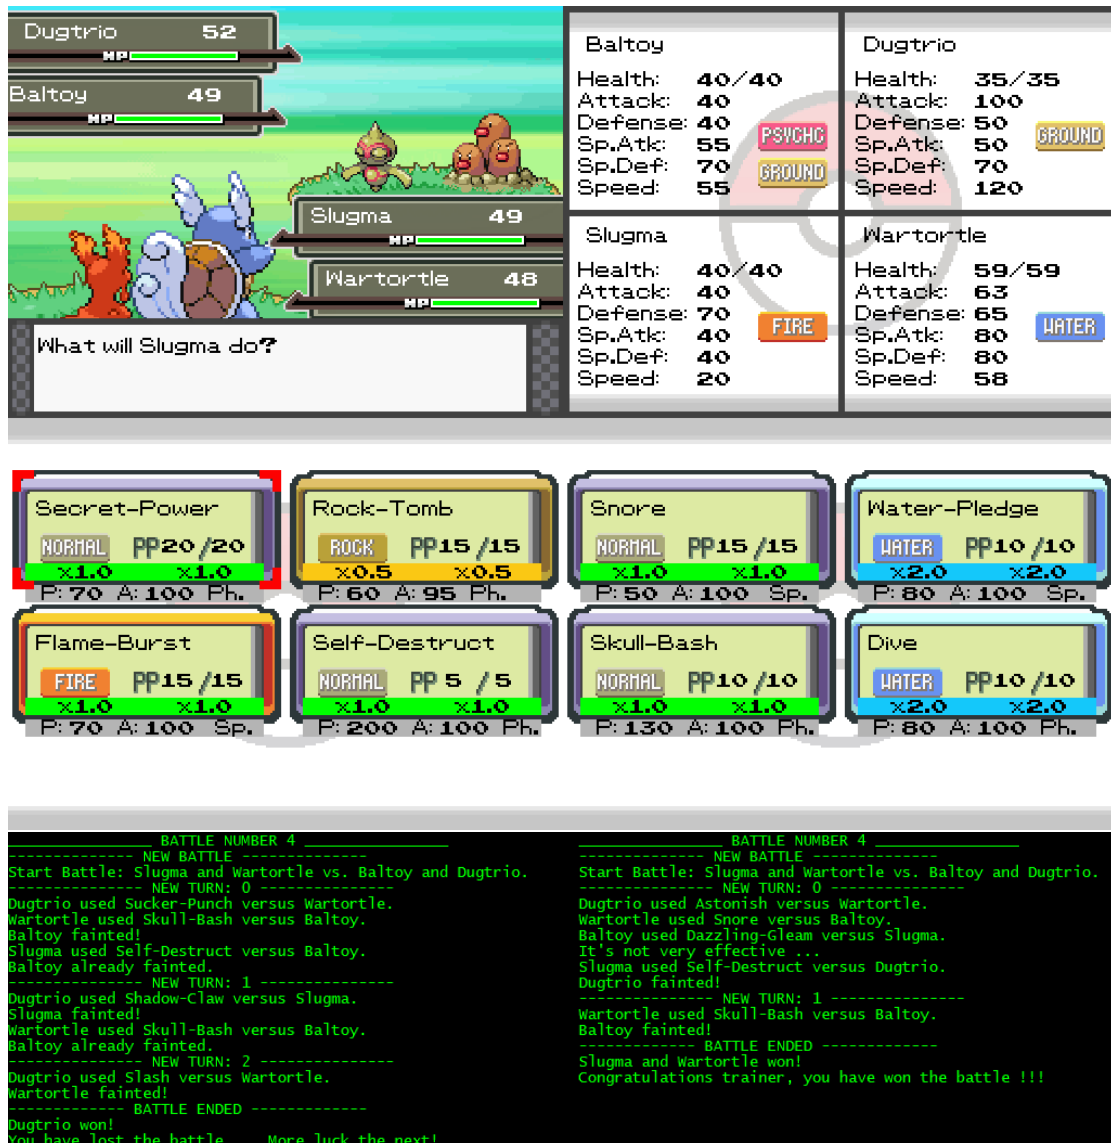 Dugtrio 52
HP
Baltoy 49
HP
Slugma 49
HP
Wartortle 48
HP
What will Slugma do?
Baltoy
Health: 40/40
Attack: 40
Defense: 40
Sp.Atk: 55
Sp.Def: 70
Speed: 55
PSYCHC
GROUND
Dugtrio
Health: 35/35
Attack: 100
Defense: 50
Sp.Atk: 50
Sp.Def: 70
Speed: 120
GROUND
Slugma
Health: 40/40
Attack: 40
Defense: 70
Sp.Atk: 40
Sp.Def: 40
Speed: 20
FIRE
Wartortle
Health: 59/59
Attack: 63
Defense: 65
Sp.Atk: 80
Sp.Def: 80
Speed: 58
WATER
Secret-Power
NORMAL PP20/20
x1.0 x1.0
P: 70 A: 100 Ph.
Rock-Tomb
ROCK PP15/15
x0.5 x0.5
P: 60 A: 95 Ph.
Snore
NORMAL PP15/15
x1.0 x1.0
P: 50 A: 100 Sp.
Water-Pledge
WATER PP10/10
x2.0 x2.0
P: 80 A: 100 Sp.
Flame-Burst
FIRE PP15/15
x1.0 x1.0
P: 70 A: 100 Sp.
Self-Destruct
NORMAL PP 5 / 5
x1.0 x1.0
P: 200 A: 100 Ph.
Skull-Bash
NORMAL PP10/10
x1.0 x1.0
P: 130 A: 100 Ph.
Dive
WATER PP10/10
x2.0 x2.0
P: 80 A: 100 Ph.
________________ BATTLE NUMBER 4 ________________
-------------- NEW BATTLE --------------
Start Battle: Slugma and Wartortle vs. Baltoy and Dugtrio.
--------------- NEW TURN: 0 ---------------
Dugtrio used Sucker-Punch versus Wartortle.
Wartortle used Skull-Bash versus Baltoy.
Baltoy fainted!
Slugma used Self-Destruct versus Baltoy.
Baltoy already fainted.
--------------- NEW TURN: 1 ---------------
Dugtrio used Shadow-Claw versus Slugma.
Slugma fainted!
Wartortle used Skull-Bash versus Baltoy.
Baltoy already fainted.
--------------- NEW TURN: 2 ---------------
Dugtrio used Slash versus Wartortle.
Wartortle fainted!
------------- BATTLE ENDED -------------
Dugtrio won!
You have lost the battle ... More luck the next!
________________ BATTLE NUMBER 4 ________________
-------------- NEW BATTLE --------------
Start Battle: Slugma and Wartortle vs. Baltoy and Dugtrio.
--------------- NEW TURN: 0 ---------------
Dugtrio used Astonish versus Wartortle.
Wartortle used Snore versus Baltoy.
Baltoy used Dazzling-Gleam versus Slugma.
It's not very effective ...
Slugma used Self-Destruct versus Dugtrio.
Dugtrio fainted!
--------------- NEW TURN: 1 ---------------
Wartortle used Skull-Bash versus Baltoy.
Baltoy fainted!
------------- BATTLE ENDED -------------
Slugma and Wartortle won!
Congratulations trainer, you have won the battle !!!